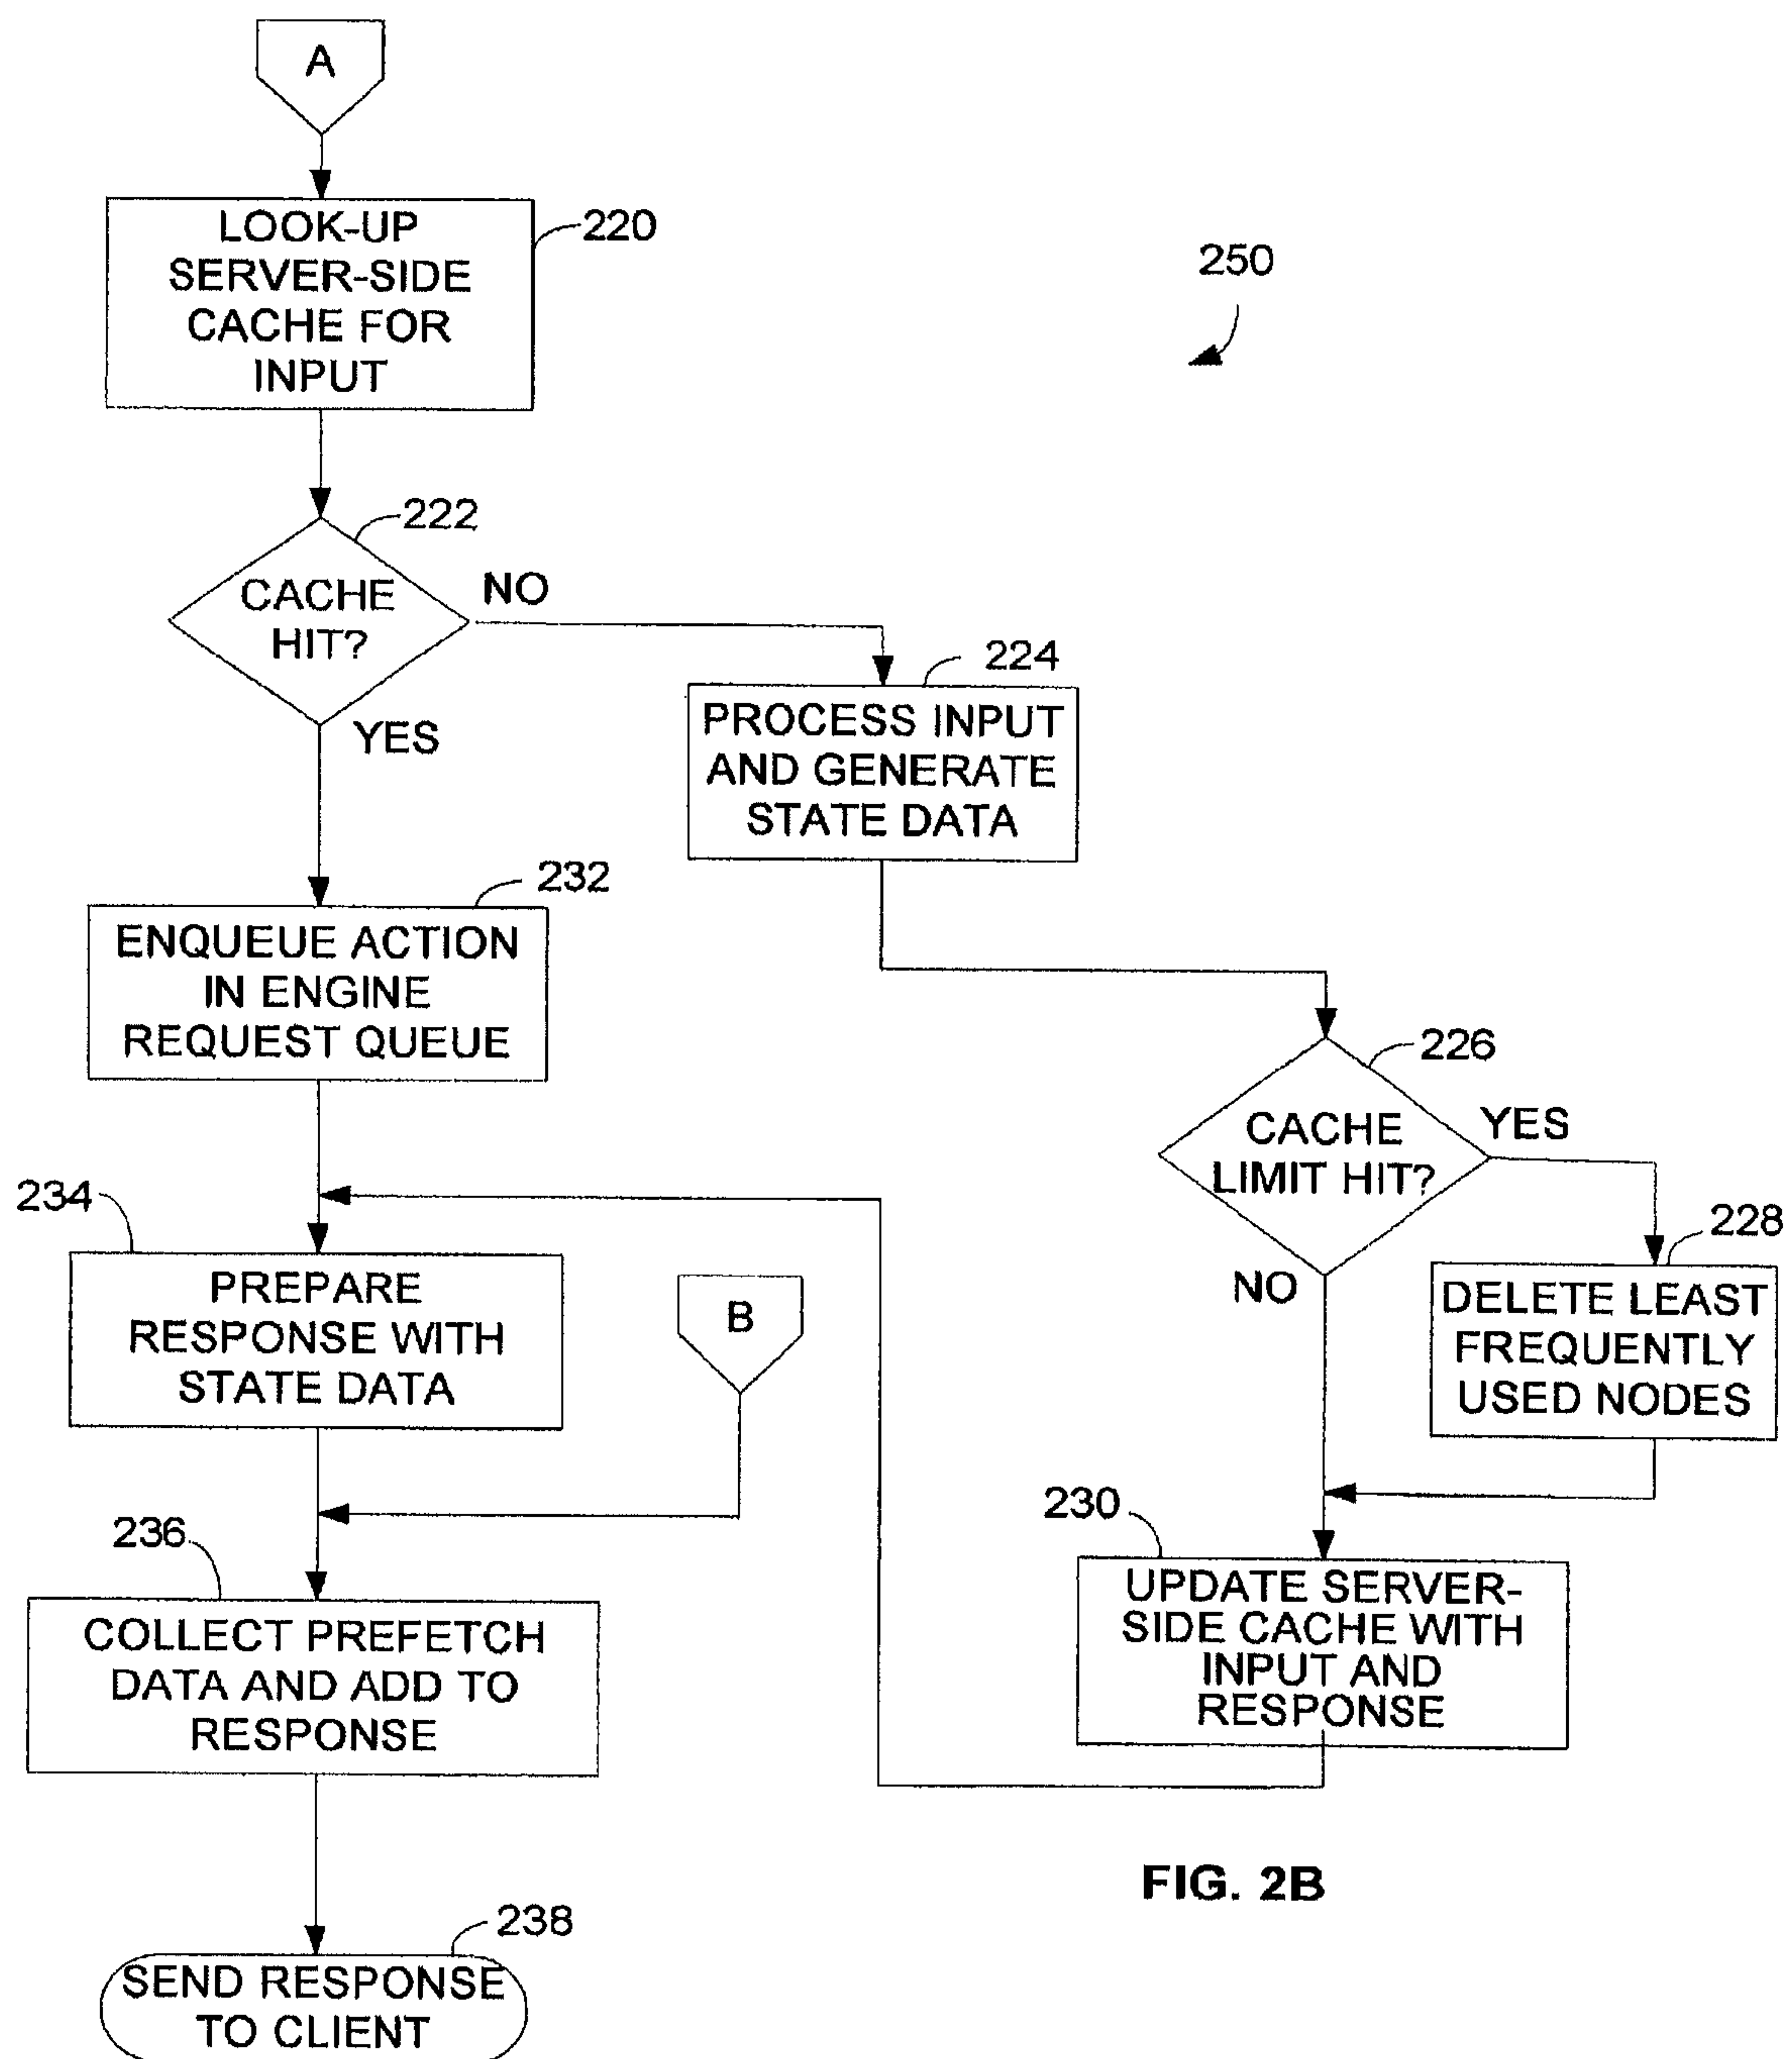 A
LOOK-UP
SERVER-SIDE
CACHE FOR
INPUT
220
250
222
CACHE
HIT?
NO
YES
224
PROCESS INPUT
AND GENERATE
STATE DATA
232
ENQUEUE ACTION
IN ENGINE
REQUEST QUEUE
226
CACHE
LIMIT HIT?
YES
NO
228
DELETE LEAST
FREQUENTLY
USED NODES
234
PREPARE
RESPONSE WITH
STATE DATA
B
230
UPDATE SERVER-
SIDE CACHE WITH
INPUT AND
RESPONSE
236
COLLECT PREFETCH
DATA AND ADD TO
RESPONSE
FIG. 2B
238
SEND RESPONSE
TO CLIENT